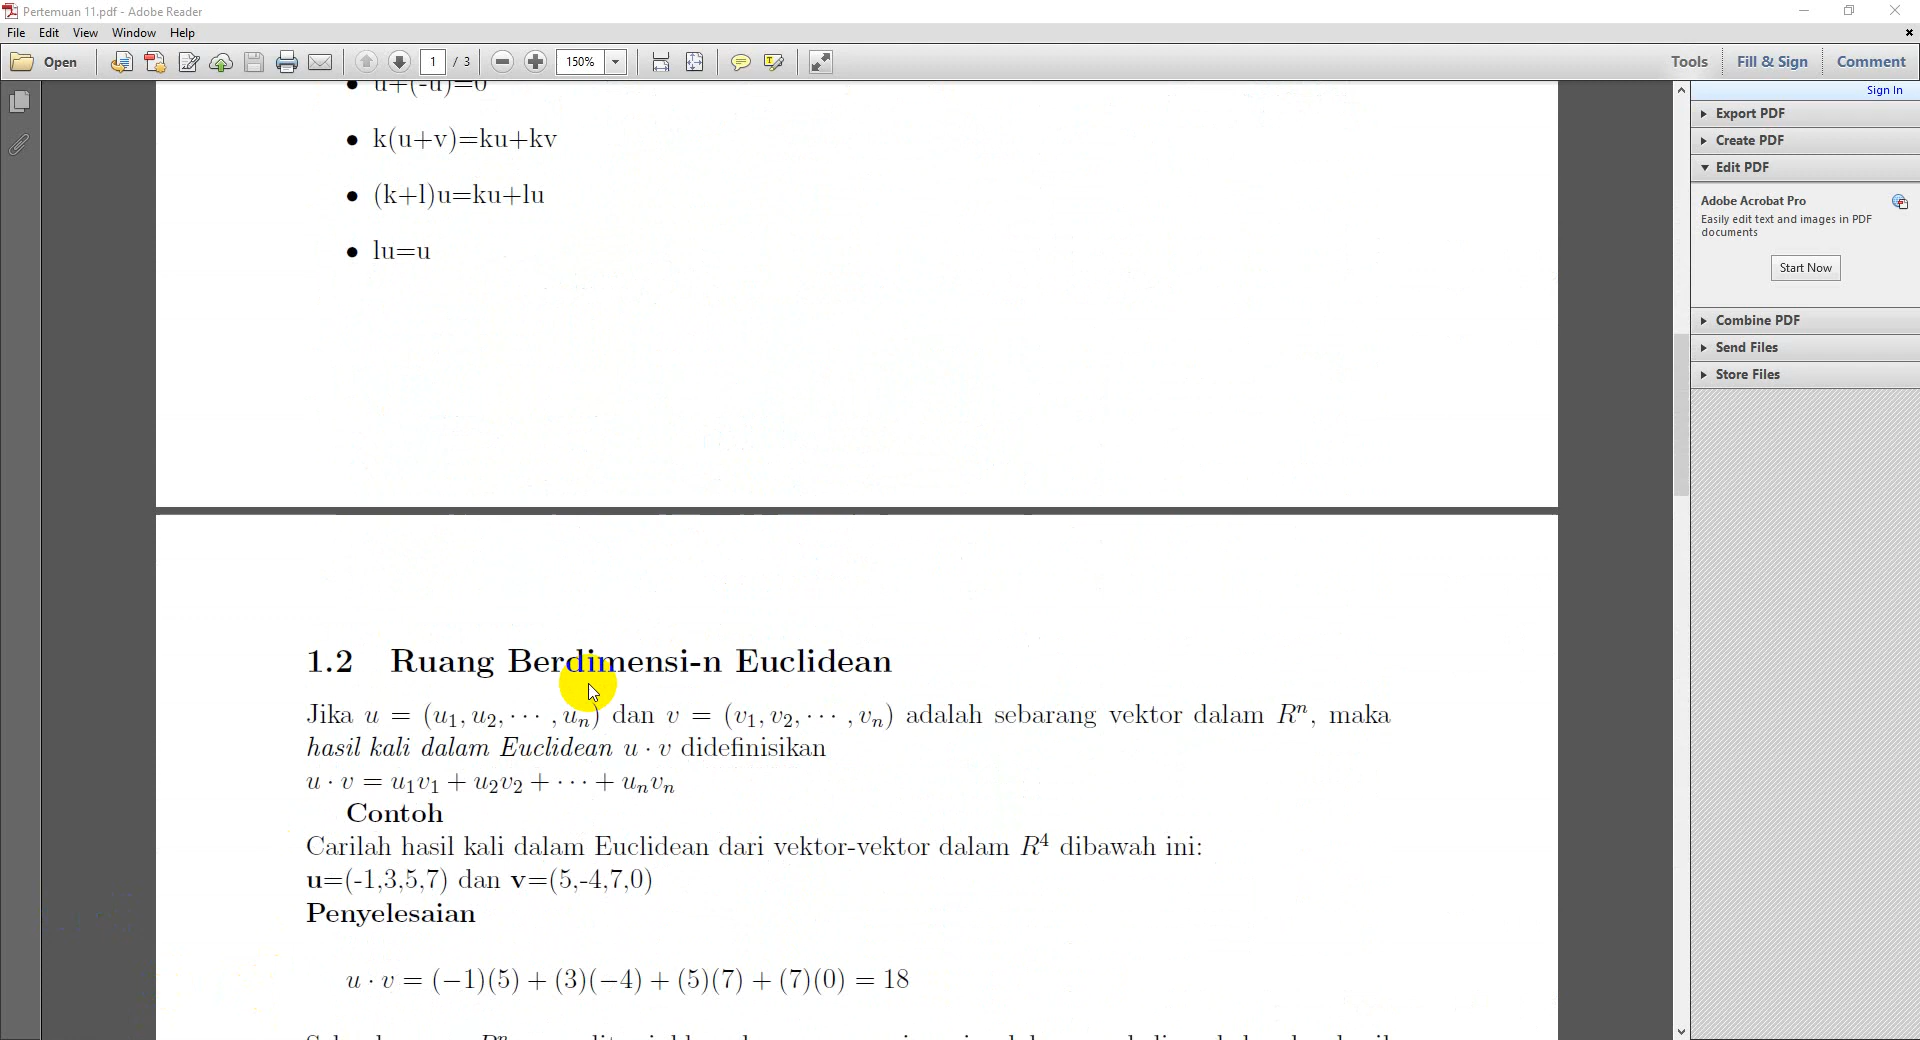 Pertemuan 11.pdf - Adobe Reader
File Edit View Window Help
Open 1 / 3 150% Tools Fill & Sign Comment
Sign In
Export PDF
Create PDF
Edit PDF
Adobe Acrobat Pro
Easily edit text and images in PDF
documents
Start Now
Combine PDF
Send Files
Store Files
• u+(-u)=0
• k(u+v)=ku+kv
• (k+l)u=ku+lu
• lu=u
1.2 Ruang Berdimensi-n Euclidean
Jika u = (u₁, u₂, ⋯ , uₙ) dan v = (v₁, v₂, ⋯ , vₙ) adalah sebarang vektor dalam Rⁿ, maka
hasil kali dalam Euclidean u · v didefinisikan
u · v = u₁v₁ + u₂v₂ + ⋯ + uₙvₙ
Contoh
Carilah hasil kali dalam Euclidean dari vektor-vektor dalam R⁴ dibawah ini:
u=(-1,3,5,7) dan v=(5,-4,7,0)
Penyelesaian
u · v = (−1)(5) + (3)(−4) + (5)(7) + (7)(0) = 18